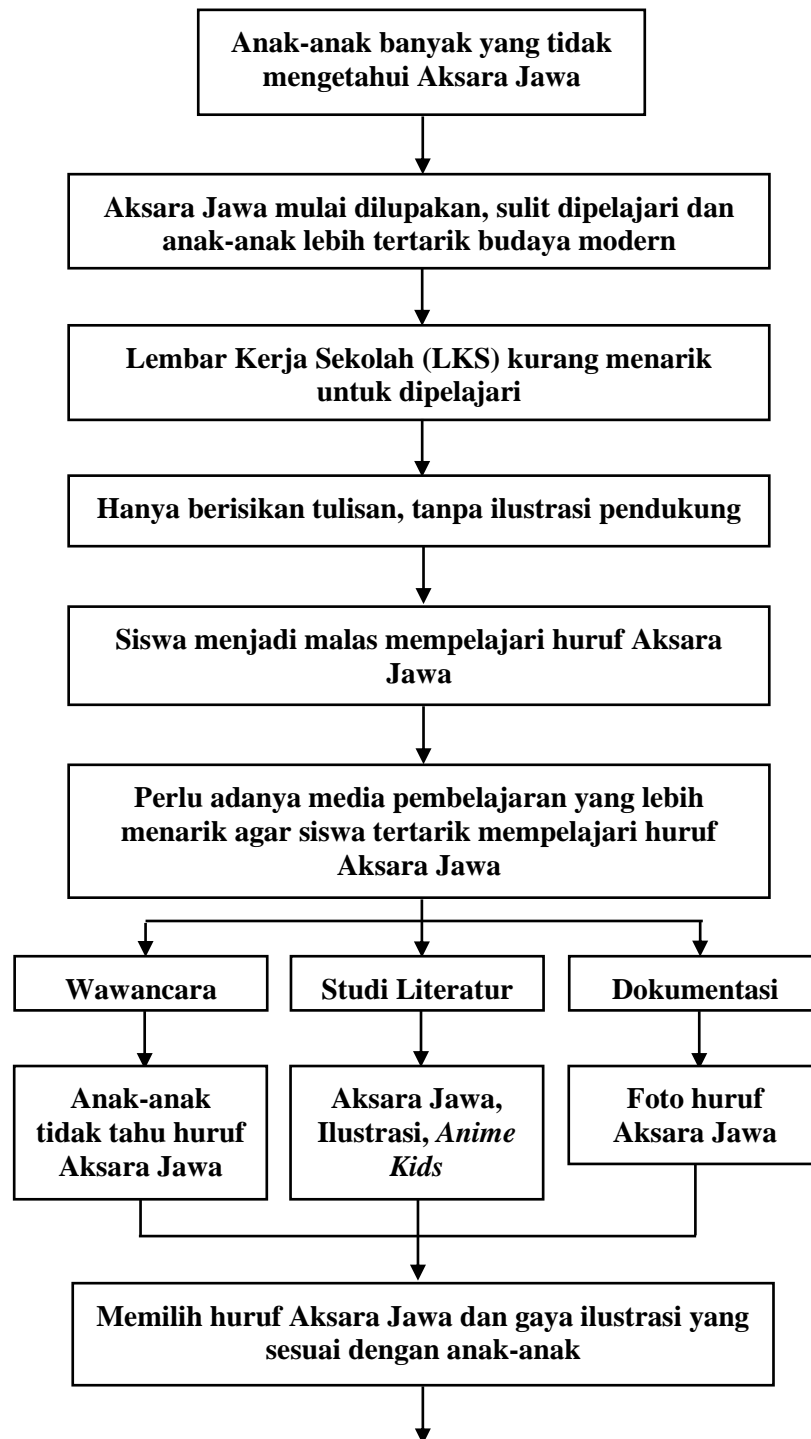 Anak-anak banyak yang tidak
mengetahui Aksara Jawa
Aksara Jawa mulai dilupakan, sulit dipelajari dan
anak-anak lebih tertarik budaya modern
Lembar Kerja Sekolah (LKS) kurang menarik
untuk dipelajari
Hanya berisikan tulisan, tanpa ilustrasi pendukung
Siswa menjadi malas mempelajari huruf Aksara
Jawa
Perlu adanya media pembelajaran yang lebih
menarik agar siswa tertarik mempelajari huruf
Aksara Jawa
Wawancara
Studi Literatur
Dokumentasi
Anak-anak
tidak tahu huruf
Aksara Jawa
Aksara Jawa,
Ilustrasi, Anime
Kids
Foto huruf
Aksara Jawa
Memilih huruf Aksara Jawa dan gaya ilustrasi yang
sesuai dengan anak-anak